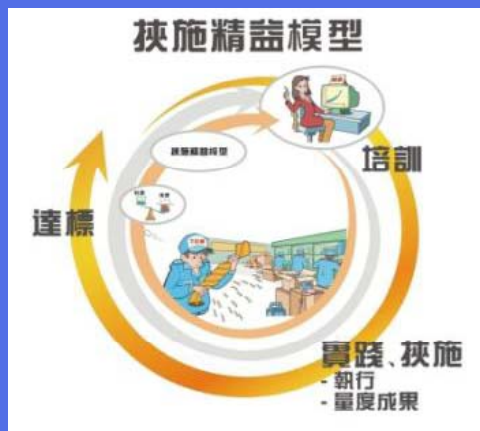 挾施精益模型
挾施精益模型
培訓
達標
實踐、挾施
- 執行
- 量度成果